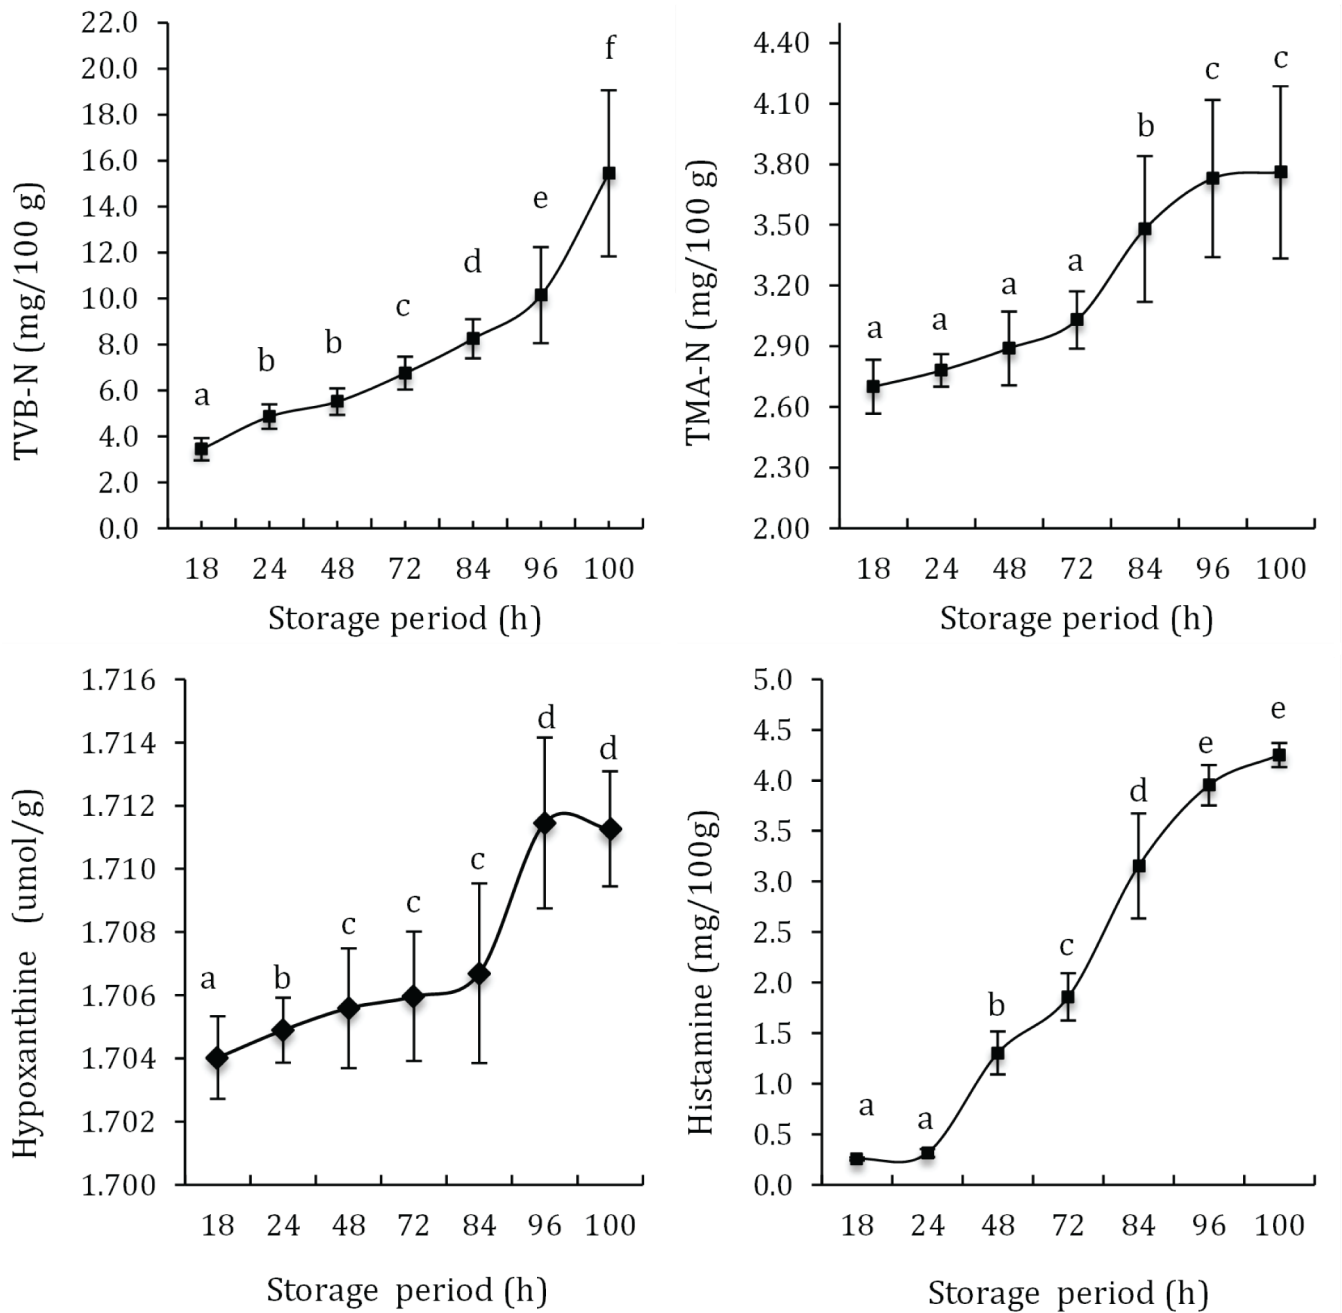 TVB-N (mg/100 g)
22.0
20.0
18.0
16.0
14.0
12.0
10.0
8.0
6.0
4.0
2.0
0.0
a
b
b
c
d
e
f
18 24 48 72 84 96 100
Storage period (h)
TMA-N (mg/100 g)
4.40
4.10
3.80
3.50
3.20
2.90
2.60
2.30
2.00
a
a
a
a
b
c
c
18 24 48 72 84 96 100
Storage period (h)
Hypoxanthine (umol/g)
1.716
1.714
1.712
1.710
1.708
1.706
1.704
1.702
1.700
a
b
c
c
c
d
d
18 24 48 72 84 96 100
Storage period (h)
Histamine (mg/100g)
5.0
4.5
4.0
3.5
3.0
2.5
2.0
1.5
1.0
0.5
0.0
a
a
b
c
d
e
e
18 24 48 72 84 96 100
Storage period (h)